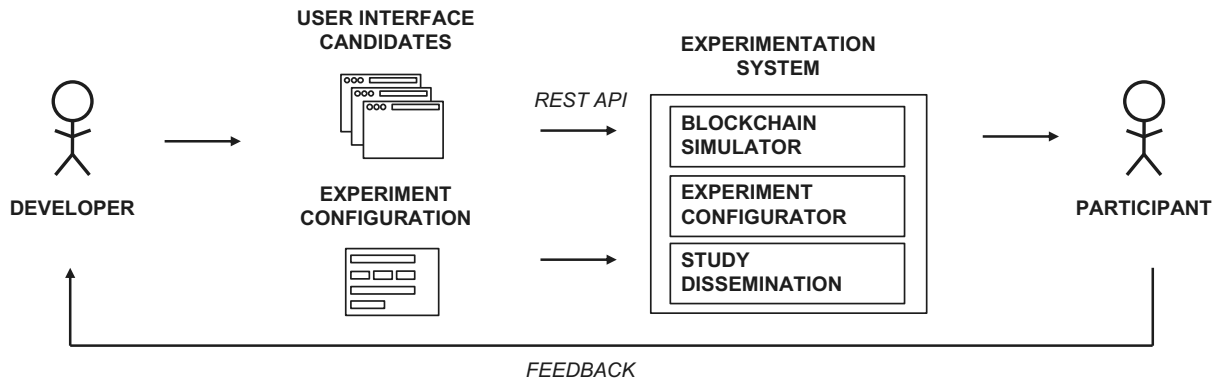 USER INTERFACE
CANDIDATES
EXPERIMENTATION
SYSTEM
REST API
BLOCKCHAIN
SIMULATOR
EXPERIMENT
CONFIGURATION
EXPERIMENT
CONFIGURATOR
DEVELOPER
PARTICIPANT
STUDY
DISSEMINATION
FEEDBACK